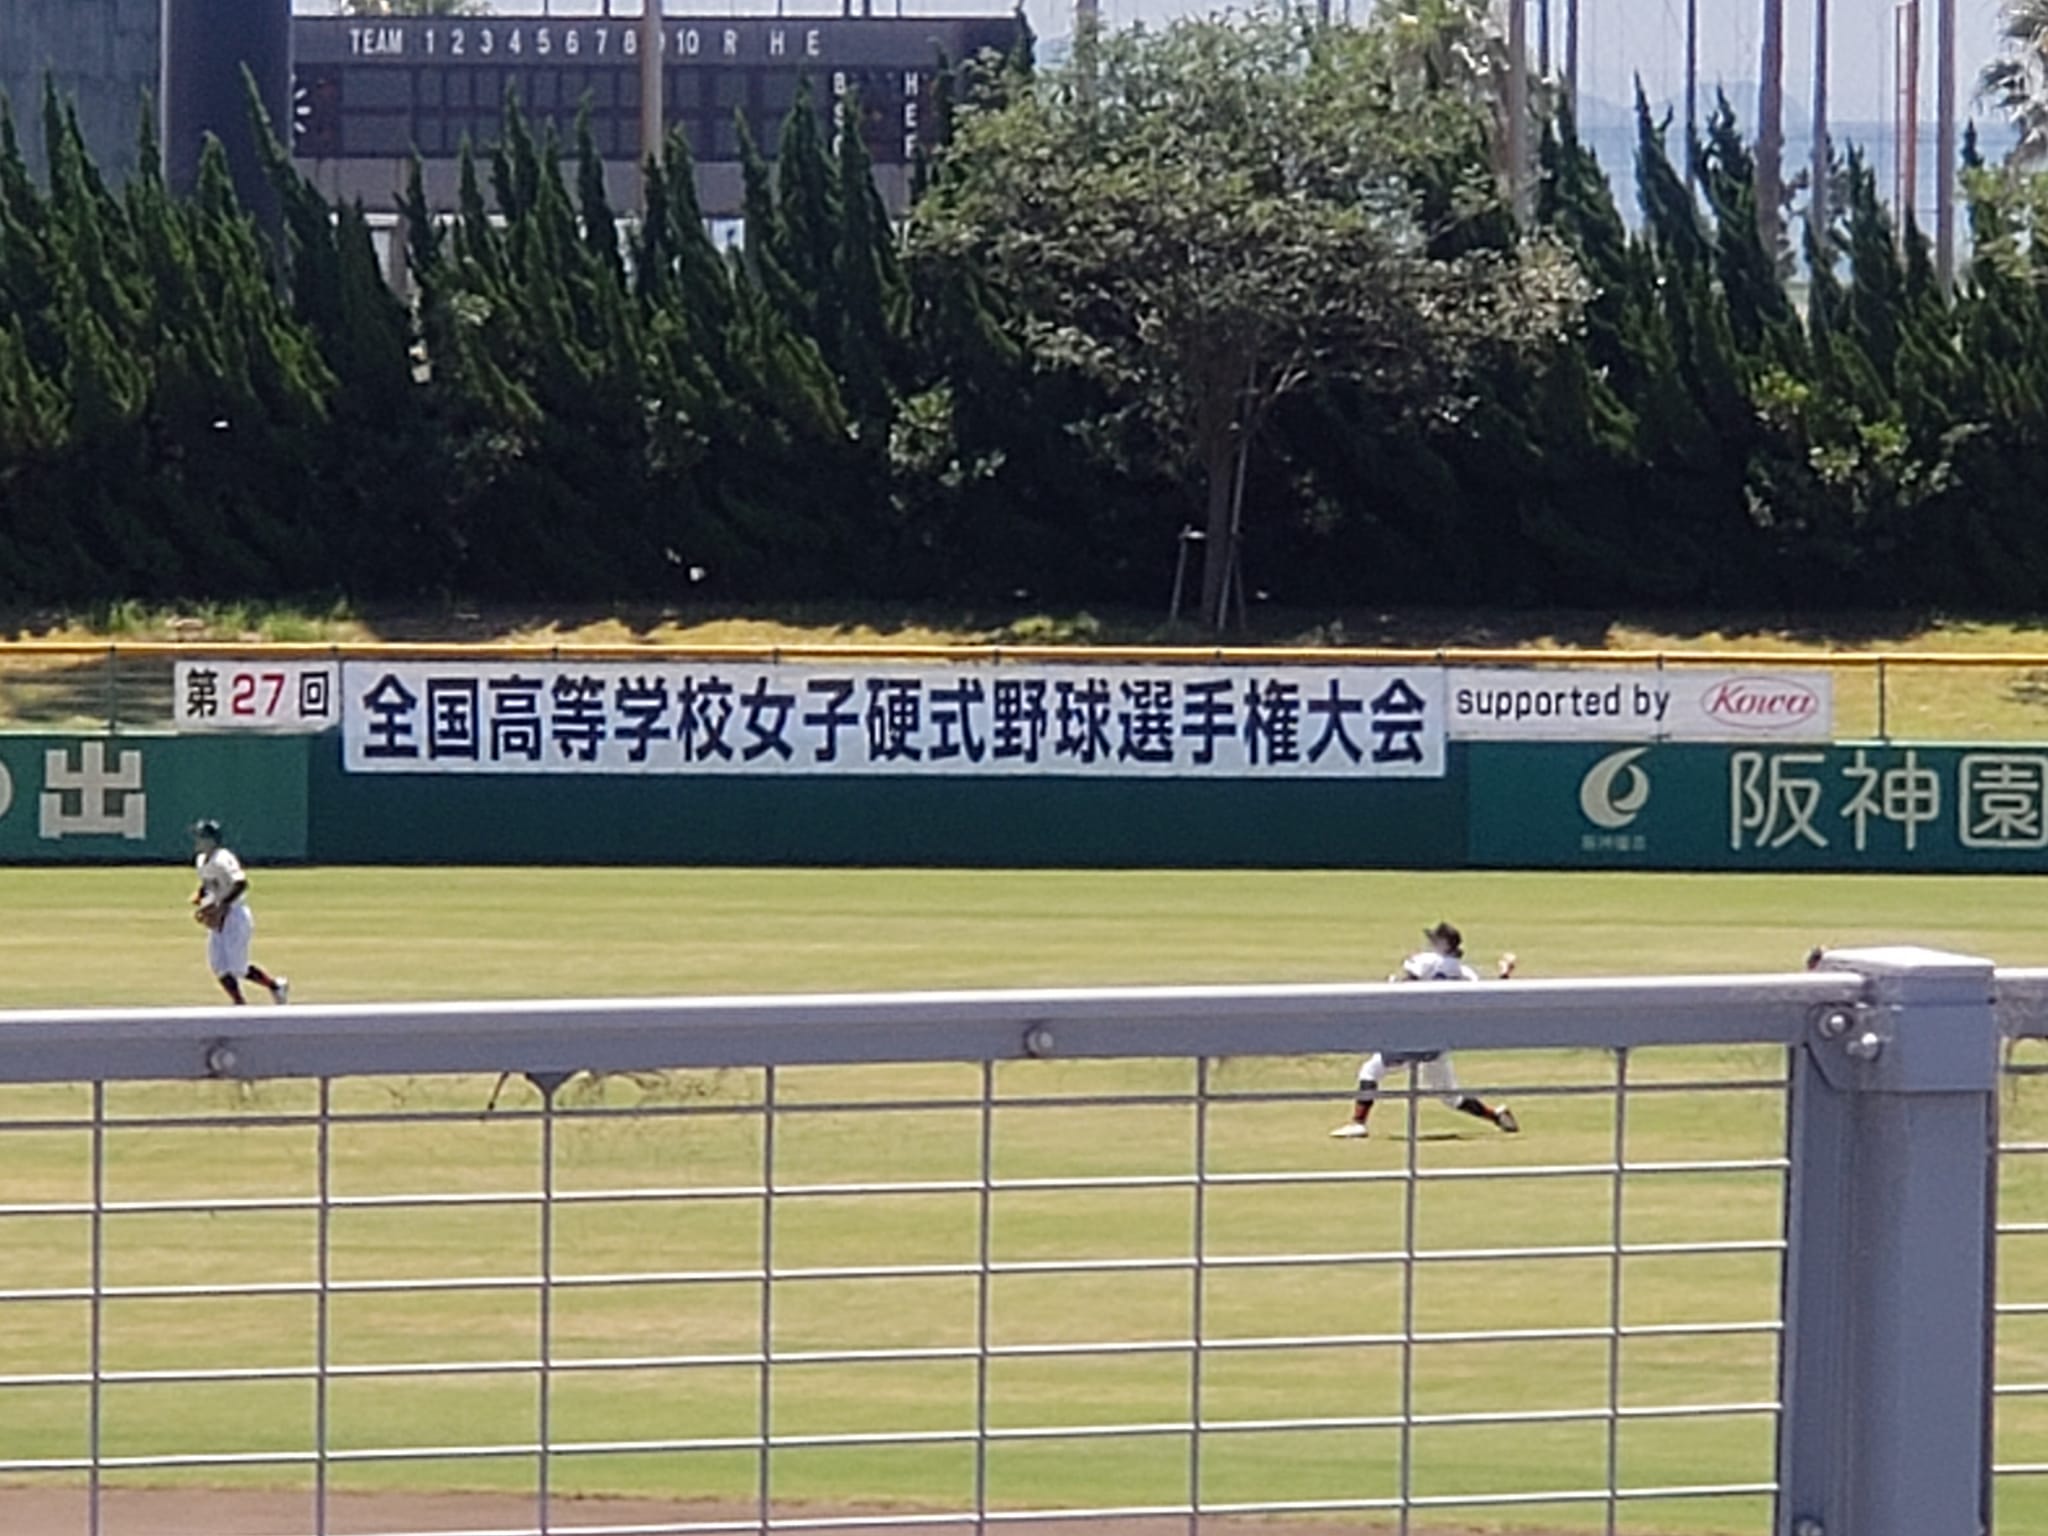 TEAM 1 2 3 4 5 6 7 8 9 10 R H E
B H
S E
第27回 全国高等学校女子硬式野球選手権大会 supported by Kowa
出 阪神園